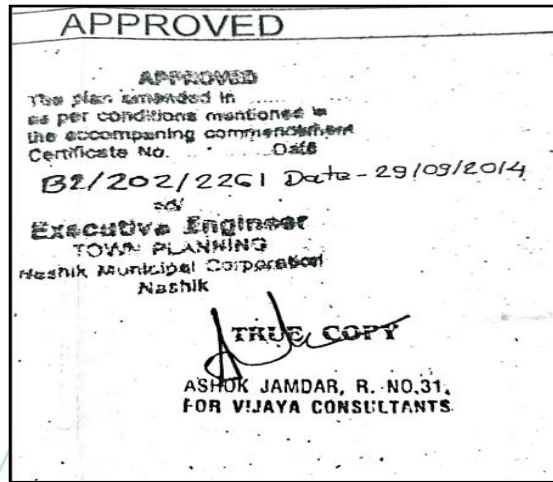 APPROVED
APPROVED
The plan amended in ..........
as per conditions mentioned in
the accompaning commencement
Certificate No. Date
B2/202/2261 Date - 29/09/2014
sd/
Executive Engineer
TOWN PLANNING
Nashik Municipal Corporation
Nashik
TRUE COPY
ASHOK JAMDAR, R. NO.31.
FOR VIJAYA CONSULTANTS